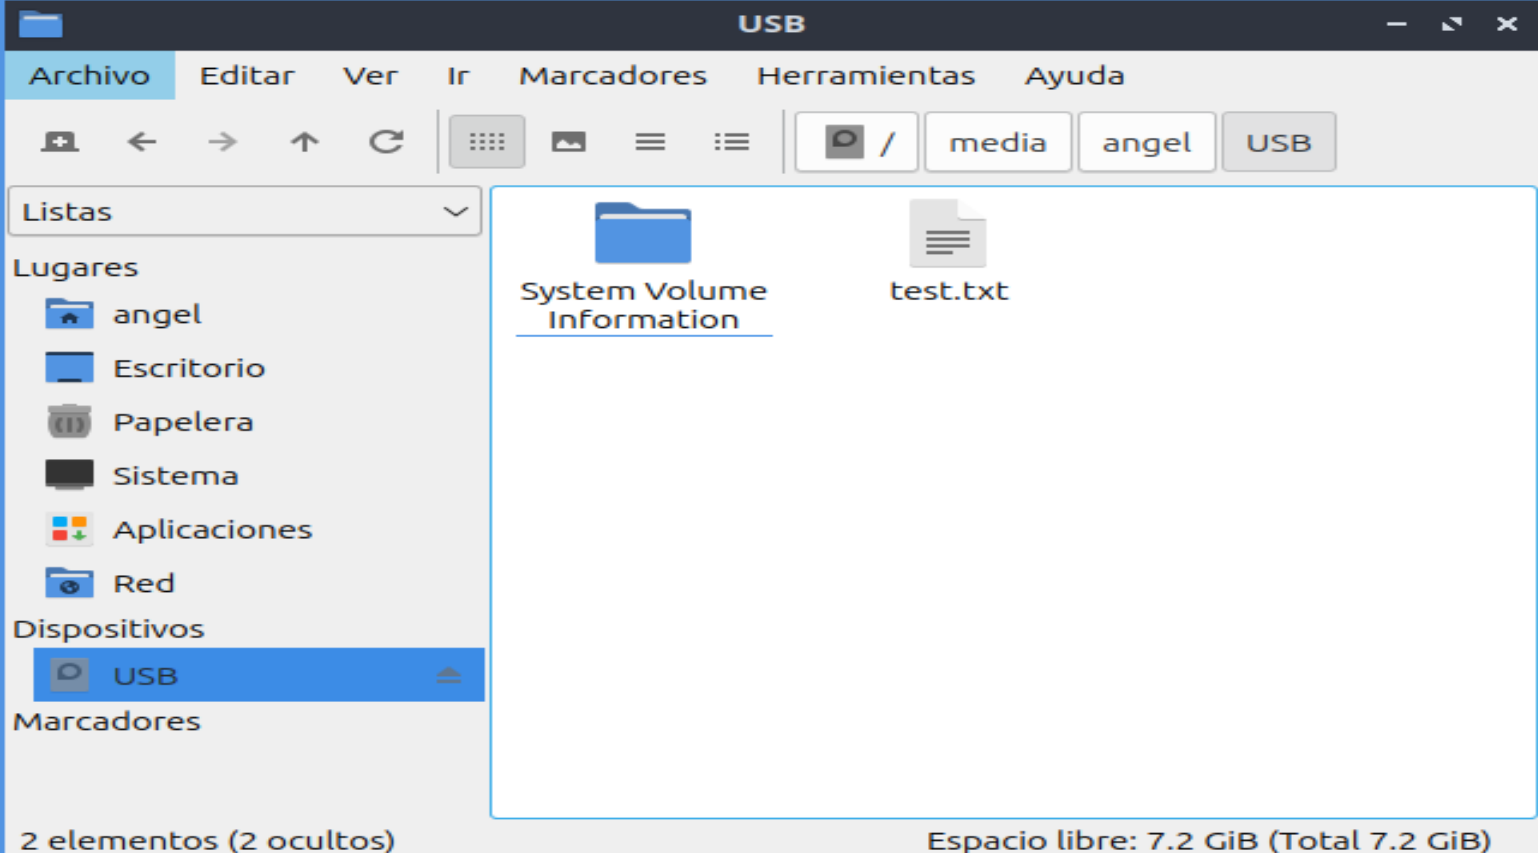 USB
Archivo Editar Ver Ir Marcadores Herramientas Ayuda
/ media angel USB
Listas
Lugares
angel
Escritorio
Papelera
Sistema
Aplicaciones
Red
Dispositivos
USB
Marcadores
System Volume
Information
test.txt
2 elementos (2 ocultos)
Espacio libre: 7.2 GiB (Total 7.2 GiB)